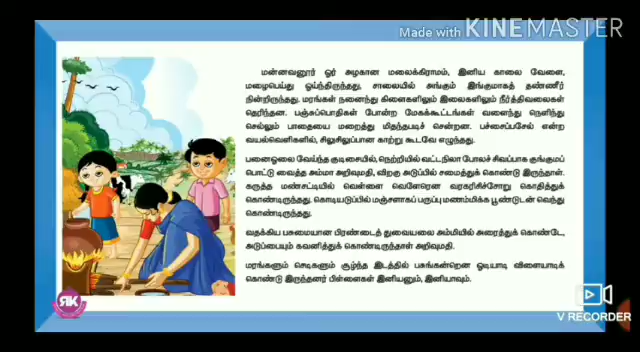 Made with KINEMASTER
மன்னவனூர் ஓர் அழகான மலைக்கிராமம், இனிய காலை வேளை,
மழைபெய்து ஓய்ந்திருந்தது. சாலையில் அங்கும் இங்குமாகத் தண்ணீர்
நின்றிருந்தது. மரங்கள் நனைந்து கிளைகளிலும் இலைகளிலும் நீர்த்திவலைகள்
தெரிந்தன. பஞ்சுப்பொதிகள் போன்ற மேகக்கூட்டங்கள் வளைந்து நெளிந்து
செல்லும் பாதையை மறைத்து மிதந்தபடிச் சென்றன. பச்சைப்பசேல் என்ற
வயல்வெளிகளில், சிலுசிலுப்பான காற்று கூடவே எழுந்தது.
பனைஓலை வேய்ந்த குடிசையில், நெற்றியில் வட்டநிலா போலச் சிவப்பாக குங்குமப்
பொட்டு வைத்த அம்மா அறிவுமதி, விறகு அடுப்பில் சமைத்துக் கொண்டு இருந்தாள்.
கருத்த மண்சட்டியில் வெள்ளை வெளேரென வரகரிசிச்சோறு கொதித்துக்
கொண்டிருந்தது. கொடியடுப்பில் மஞ்சளாகப் பருப்பு மணம்மிக்க பூண்டுடன் வெந்து
கொண்டிருந்தது.
வதக்கிய பசுமையான பிரண்டைத் துவையலை அம்மியில் அரைத்துக் கொண்டே,
அடுப்பையும் கவனித்துக் கொண்டிருந்தாள் அறிவுமதி.
மரங்களும் செடிகளும் சூழ்ந்த இடத்தில் பசுங்கன்றென ஓடியாடி விளையாடிக்
கொண்டு இருந்தனர் பிள்ளைகள் இனியனும், இனியாவும்.
RK
V RECORDER